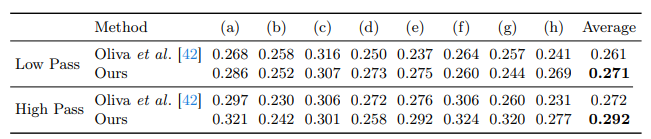 Method (a) (b) (c) (d) (e) (f) (g) (h) Average
Low Pass Oliva et al. [42] 0.268 0.258 0.316 0.250 0.237 0.264 0.257 0.241 0.261
Ours 0.286 0.252 0.307 0.273 0.275 0.260 0.244 0.269 0.271
High Pass Oliva et al. [42] 0.297 0.230 0.306 0.272 0.276 0.306 0.260 0.231 0.272
Ours 0.321 0.242 0.301 0.258 0.292 0.324 0.320 0.277 0.292